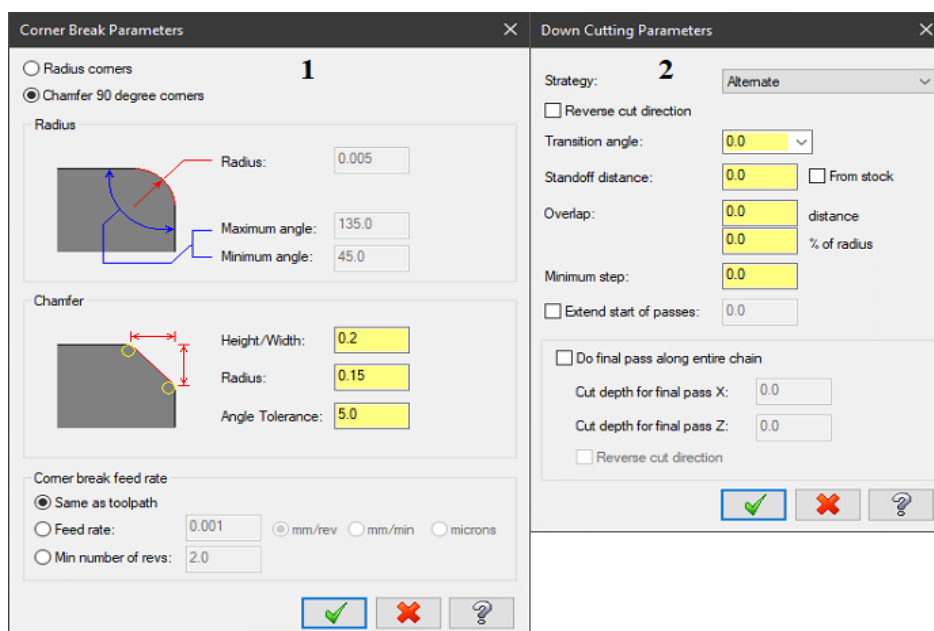 Corner Break Parameters
1
Radius corners
Chamfer 90 degree corners
Radius
Radius: 0.005
Maximum angle: 135.0
Minimum angle: 45.0
Chamfer
Height/Width: 0.2
Radius: 0.15
Angle Tolerance: 5.0
Corner break feed rate
Same as toolpath
Feed rate: 0.001 mm/rev mm/min microns
Min number of revs: 2.0
Down Cutting Parameters
2
Strategy: Alternate
Reverse cut direction
Transition angle: 0.0
Standoff distance: 0.0 From stock
Overlap: 0.0 distance
0.0 % of radius
Minimum step: 0.0
Extend start of passes: 0.0
Do final pass along entire chain
Cut depth for final pass X: 0.0
Cut depth for final pass Z: 0.0
Reverse cut direction